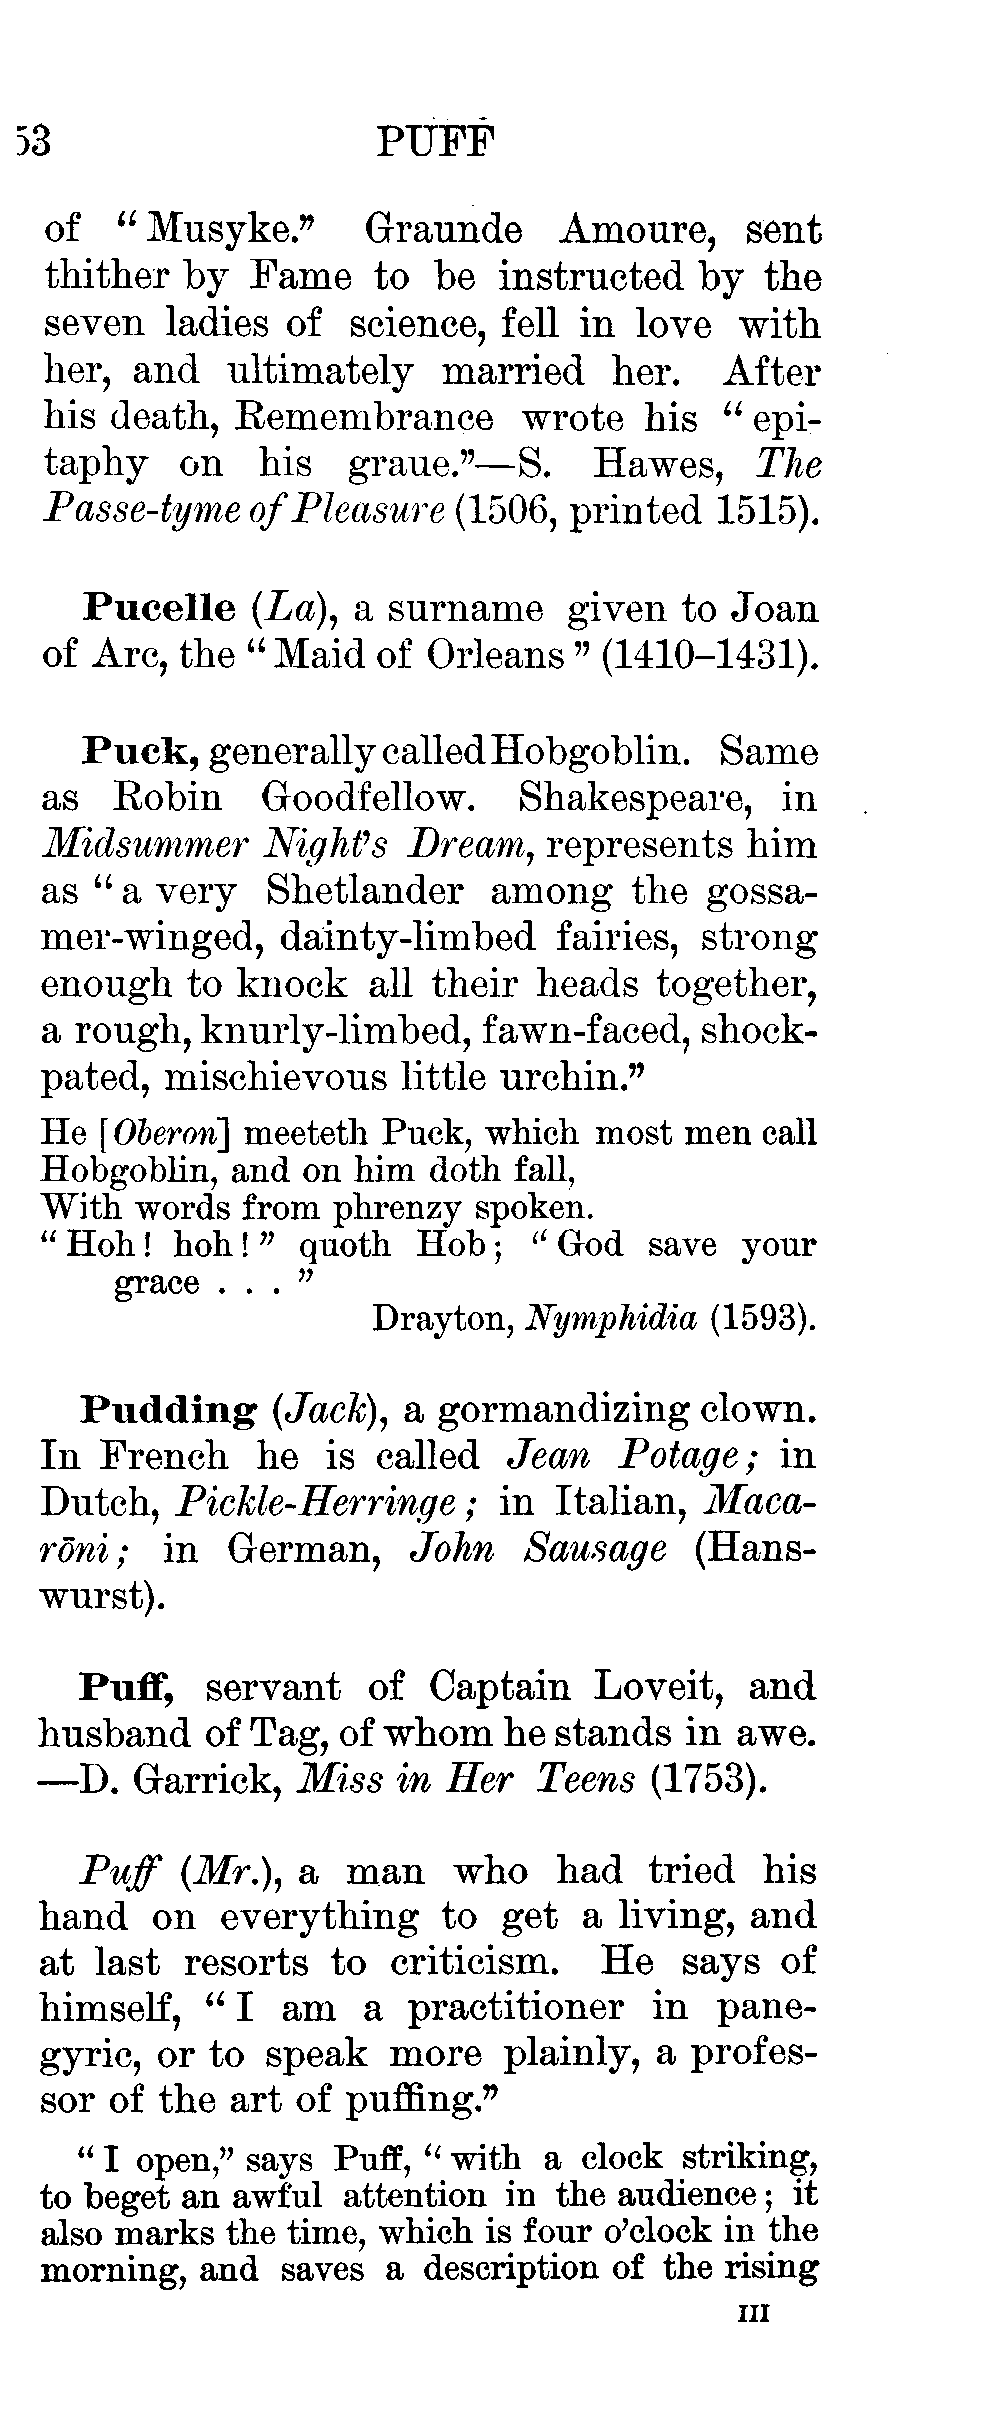 53 PUFF
of “Musyke.” Graunde Amoure, sent
thither by Fame to be instructed by the
seven ladies of science, fell in love with
her, and ultimately married her. After
his death, Remembrance wrote his “epi-
taphy on his graue.”—S. Hawes, The
Passe-tyme of Pleasure (1506, printed 1515).
Pucelle (La), a surname given to Joan
of Arc, the “Maid of Orleans” (1410–1431).
Puck, generally called Hobgoblin. Same
as Robin Goodfellow. Shakespeare, in
Midsummer Night's Dream, represents him
as “a very Shetlander among the gossa-
mer-winged, dainty-limbed fairies, strong
enough to knock all their heads together,
a rough, knurly-limbed, fawn-faced, shock-
pated, mischievous little urchin.”
He [Oberon] meeteth Puck, which most men call
Hobgoblin, and on him doth fall,
With words from phrenzy spoken.
“Hoh! hoh!” quoth Hob; “God save your
grace . . . ”
Drayton, Nymphidia (1593).
Pudding (Jack), a gormandizing clown.
In French he is called Jean Potage; in
Dutch, Pickle-Herringe; in Italian, Maca-
rōni; in German, John Sausage (Hans-
wurst).
Puff, servant of Captain Loveit, and
husband of Tag, of whom he stands in awe.
—D. Garrick, Miss in Her Teens (1753).
Puff (Mr.), a man who had tried his
hand on everything to get a living, and
at last resorts to criticism. He says of
himself, “I am a practitioner in pane-
gyric, or to speak more plainly, a profes-
sor of the art of puffing.”
“I open,” says Puff, “with a clock striking,
to beget an awful attention in the audience; it
also marks the time, which is four o'clock in the
morning, and saves a description of the rising
III